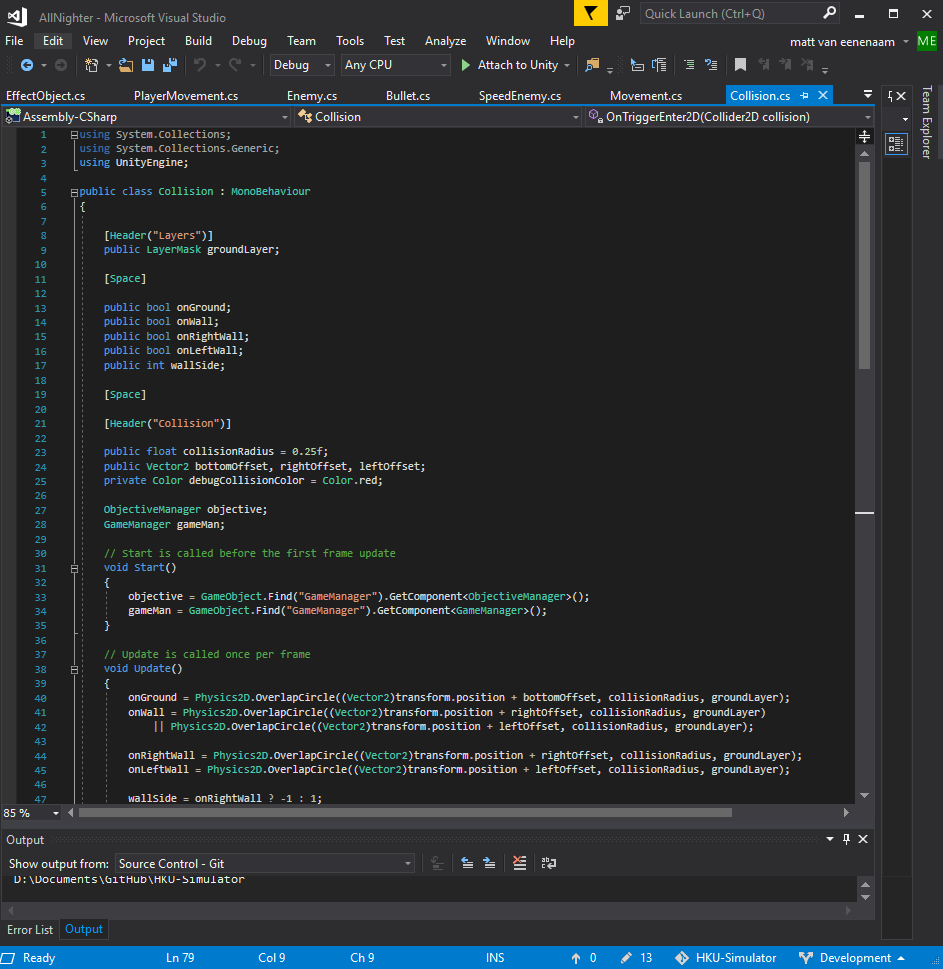 AllNighter - Microsoft Visual Studio
Quick Launch (Ctrl+Q)
File Edit View Project Build Debug Team Tools Test Analyze Window Help
matt van eenenaam ME
Debug Any CPU Attach to Unity
EffectObject.cs PlayerMovement.cs Enemy.cs Bullet.cs SpeedEnemy.cs Movement.cs Collision.cs
Team Explorer
Assembly-CSharp Collision OnTriggerEnter2D(Collider2D collision)
1 using System.Collections;
2 using System.Collections.Generic;
3 using UnityEngine;
4
5 public class Collision : MonoBehaviour
6 {
7
8 [Header("Layers")]
9 public LayerMask groundLayer;
10
11 [Space]
12
13 public bool onGround;
14 public bool onWall;
15 public bool onRightWall;
16 public bool onLeftWall;
17 public int wallSide;
18
19 [Space]
20
21 [Header("Collision")]
22
23 public float collisionRadius = 0.25f;
24 public Vector2 bottomOffset, rightOffset, leftOffset;
25 private Color debugCollisionColor = Color.red;
26
27 ObjectiveManager objective;
28 GameManager gameMan;
29
30 // Start is called before the first frame update
31 void Start()
32 {
33 objective = GameObject.Find("GameManager").GetComponent<ObjectiveManager>();
34 gameMan = GameObject.Find("GameManager").GetComponent<GameManager>();
35 }
36
37 // Update is called once per frame
38 void Update()
39 {
40 onGround = Physics2D.OverlapCircle((Vector2)transform.position + bottomOffset, collisionRadius, groundLayer);
41 onWall = Physics2D.OverlapCircle((Vector2)transform.position + rightOffset, collisionRadius, groundLayer)
42 || Physics2D.OverlapCircle((Vector2)transform.position + leftOffset, collisionRadius, groundLayer);
43
44 onRightWall = Physics2D.OverlapCircle((Vector2)transform.position + rightOffset, collisionRadius, groundLayer);
45 onLeftWall = Physics2D.OverlapCircle((Vector2)transform.position + leftOffset, collisionRadius, groundLayer);
46
47 wallSide = onRightWall ? -1 : 1;
85 %
Output
Show output from: Source Control - Git
D:\Documents\GitHub\HKU-Simulator
Error List Output
Ready Ln 79 Col 9 Ch 9 INS 0 13 HKU-Simulator Development